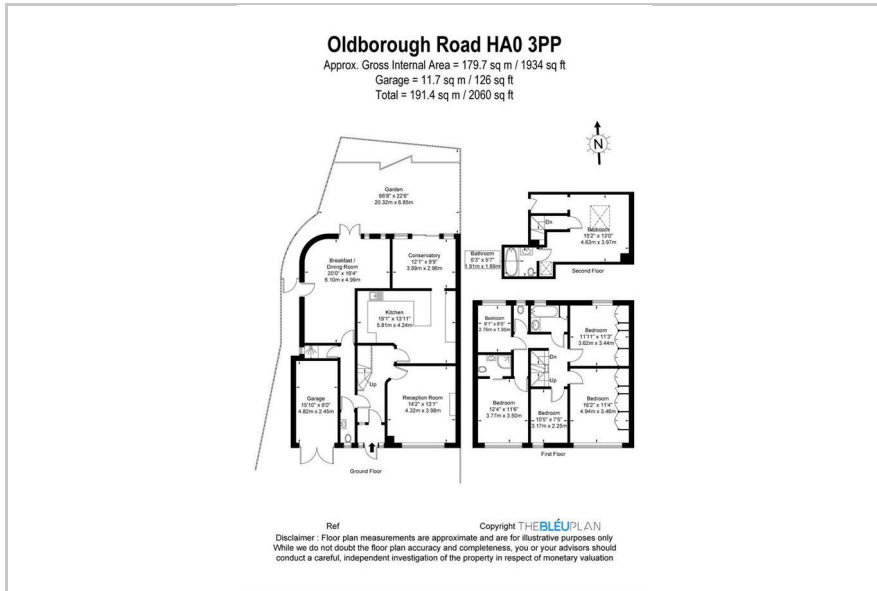 Oldborough Road HA0 3PP
Approx. Gross Internal Area = 179.7 sq m / 1934 sq ft
Garage = 11.7 sq m / 126 sq ft
Total = 191.4 sq m / 2060 sq ft
N
Garden
66'8" x 22'6"
20.32m x 6.85m
Breakfast /
Dining Room
20'0" x 16'4"
6.10m x 4.99m
Conservatory
12'1" x 9'9"
3.69m x 2.96m
Kitchen
19'1" x 13'11"
5.81m x 4.24m
Up
Garage
15'10" x 8'0"
4.82m x 2.45m
Reception Room
14'2" x 13'1"
4.32m x 3.98m
Ground Floor
Dn
Bedroom
15'2" x 13'0"
4.63m x 3.97m
Bathroom
6'3" x 5'7"
1.91m x 1.69m
Second Floor
Bedroom
9'1" x 6'5"
Bedroom
11'11" x 11'3"
3.62m x 3.44m
Dn
Up
Bedroom
12'4" x 11'6"
3.77m x 3.50m
Bedroom
10'5" x 7'5"
3.17m x 2.25m
Bedroom
16'2" x 11'4"
4.94m x 3.46m
First Floor
Ref
Copyright THEBLÉUPLAN
Disclaimer : Floor plan measurements are approximate and are for illustrative purposes only
While we do not doubt the floor plan accuracy and completeness, you or your advisors should
conduct a careful, independent investigation of the property in respect of monetary valuation